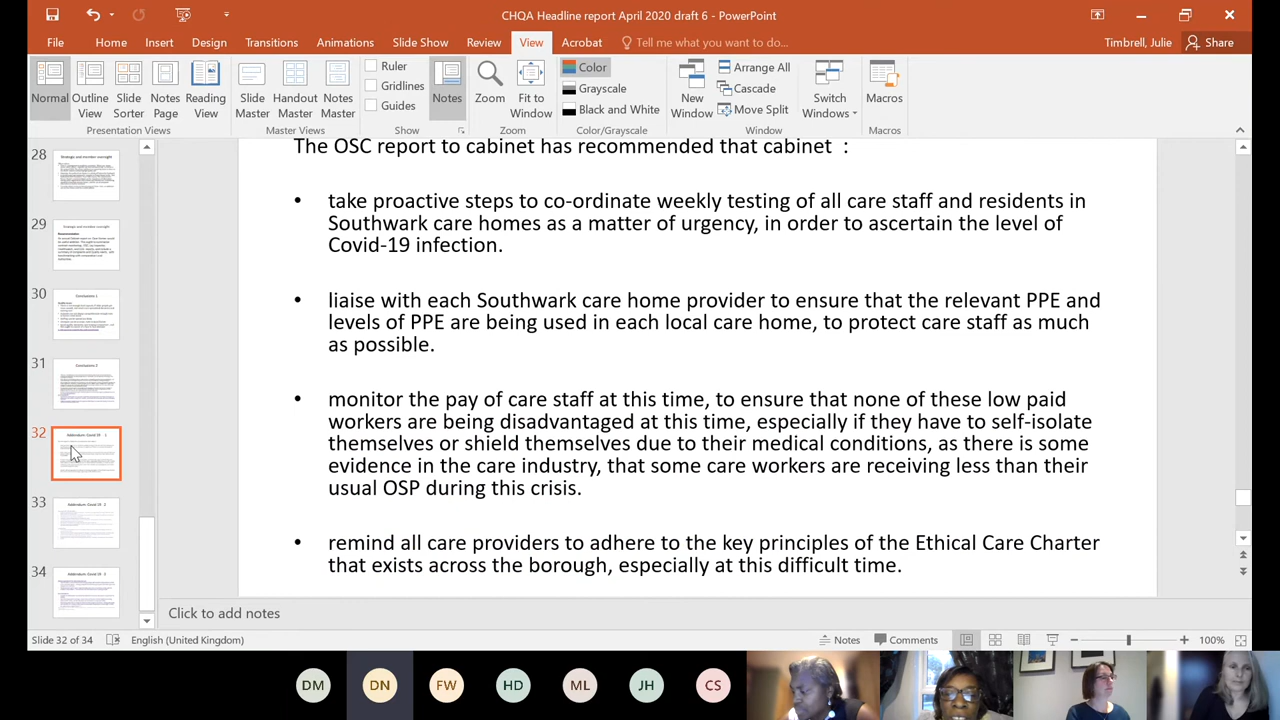 CHQA Headline report April 2020 draft 6 - PowerPoint
File Home Insert Design Transitions Animations Slide Show Review View Acrobat Tell me what you want to do... Timbrell, Julie Share
Normal Outline View Slide Sorter Notes Page Reading View
Slide Master Handout Master Notes Master
Ruler
Gridlines
Guides
Notes Zoom Fit to Window
Color
Grayscale
Black and White
New Window
Arrange All
Cascade
Move Split
Switch Windows Macros
Presentation Views Master Views Show Zoom Color/Grayscale Window Macros
28
29
30
31
32
33
34
The OSC report to cabinet has recommended that cabinet :
• take proactive steps to co-ordinate weekly testing of all care staff and residents in
Southwark care homes as a matter of urgency, in order to ascertain the level of
Covid-19 infection.
• liaise with each Southwark care home provider to ensure that the relevant PPE and
levels of PPE are being used in each local care home, to protect care staff as much
as possible.
• monitor the pay of care staff at this time, to ensure that none of these low paid
workers are being disadvantaged at this time, especially if they have to self-isolate
themselves or shield themselves due to their medical conditions, as there is some
evidence in the care industry, that some care workers are receiving less than their
usual OSP during this crisis.
• remind all care providers to adhere to the key principles of the Ethical Care Charter
that exists across the borough, especially at this difficult time.
Click to add notes
Slide 32 of 34 English (United Kingdom) Notes Comments 100%
DM DN FW HD ML JH CS